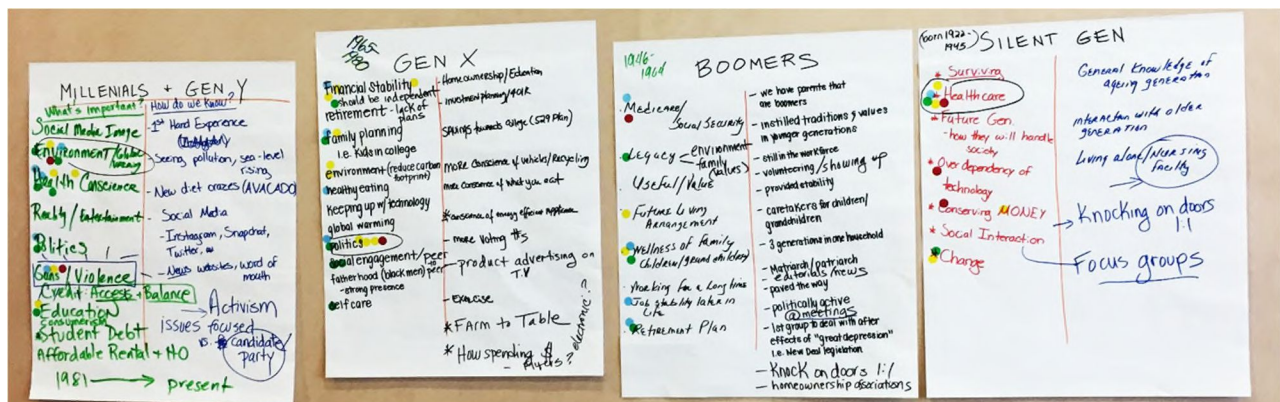 MILLENIALS + GEN Y
What's important?
Social Media Image
Environment/Global
Health Conscience
Reality/Entertainment
Politics
Guns/Violence
Credit: Access + Balance
Education
Consumerism
Student Debt
Affordable Rental + HO
1981 → present
How do we know?
- 1st Hand Experience
- Seeing, pollution, sea-level
rising
- New diet crazes (AVACADO)
- Social Media
- Instagram, Snapchat,
Twitter,
- News websites, word of
mouth
→ Activism
issues focused
vs. candidate/
party
1965
GEN X
Financial Stability
should be independent
retirement - lack of
plans
family planning
i.e. Kids in college
environment (reduce carbon
footprint)
healthy eating
Keeping up w/technology
global warming
politics
social engagement/peer
to
peer
fatherhood (black men)
- strong presence
self care
- Home ownership/Education
- Investment planning/401K
savings towards college (529 Plan)
more conscience of vehicles/Recycling
more conscience of what you eat
*conscience of energy efficient appliance
- more voting #s
- product advertising on
T.V
- EXERCISE
*FARM to Table
* How spending $
electronic?
1946-
1964
BOOMERS
Medicare/
Social Security
Legacy < environment
family
(values)
Useful/Value
Future Living
Arrangement
Wellness of family
Children/grand children
Working for a long time
Job stability later in
Life
Retirement Plan
- we have parents that
are boomers
- instilled traditions & values
in younger generations
- still in the workforce
- volunteering/showing up
- provided stability
- caretakers for children/
grandchildren
- 3 generations in one household
- Matriarch/patriarch
- editorials/news
- paved the way
- politically active
@meetings
- 1st group to deal with after
effects of "great depression"
i.e. New Deal legislation
- Knock on doors 1:1
- homeownership associations
(born 1922-
1945)
SILENT GEN
* Surviving
* Healthcare
* Future Gen.
- how they will handle
society
* Over dependency of
technology
* Conserving MONEY
* Social Interaction
* Change
General Knowledge of
ageing generation
interaction with older
generation
Living alone/NURSING
facility
→ Knocking on doors
1:1
Focus groups